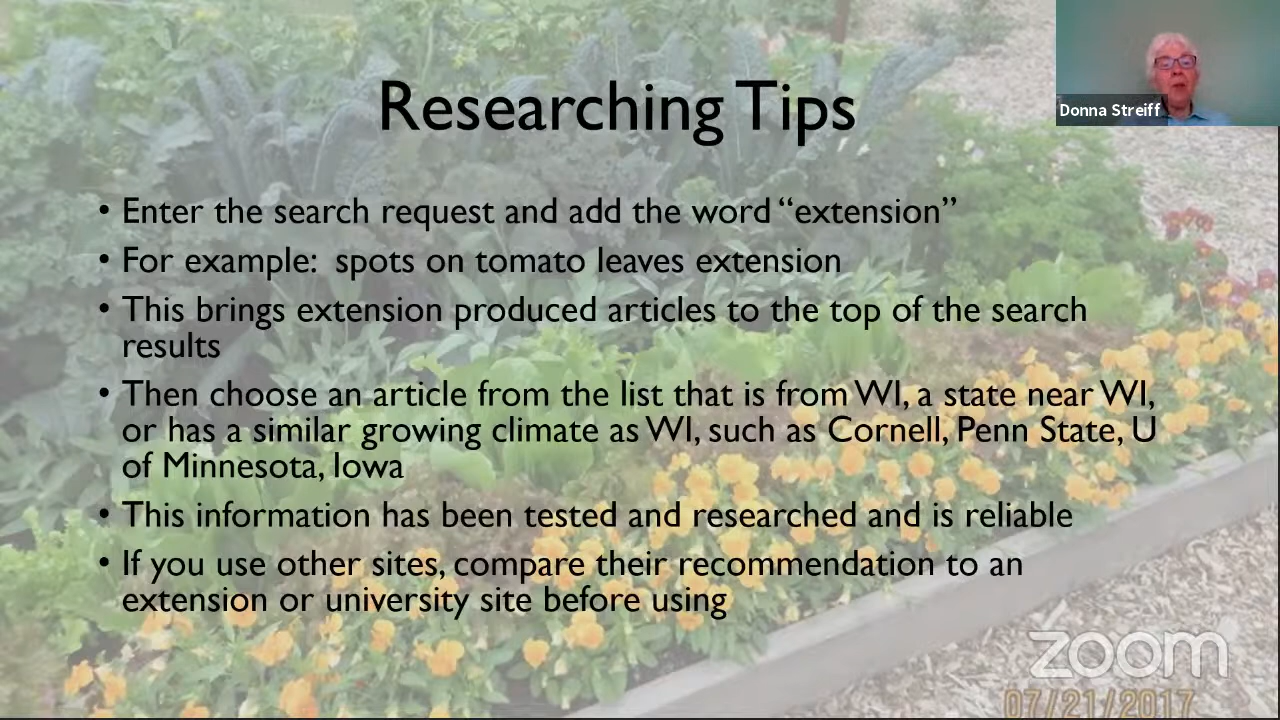 Researching Tips
Donna Streiff
• Enter the search request and add the word “extension”
• For example:  spots on tomato leaves extension
• This brings extension produced articles to the top of the search
results
• Then choose an article from the list that is from WI, a state near WI,
or has a similar growing climate as WI, such as Cornell, Penn State, U
of Minnesota, Iowa
• This information has been tested and researched and is reliable
• If you use other sites, compare their recommendation to an
extension or university site before using
zoom
07/21/2017